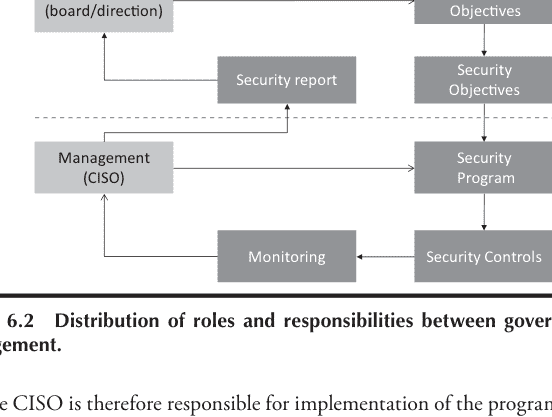 (board/direction)
Objectives
Security report
Security
Objectives
Management
(CISO)
Security
Program
Monitoring
Security Controls
6.2 Distribution of roles and responsibilities between gover
gement.
e CISO is therefore responsible for implementation of the program